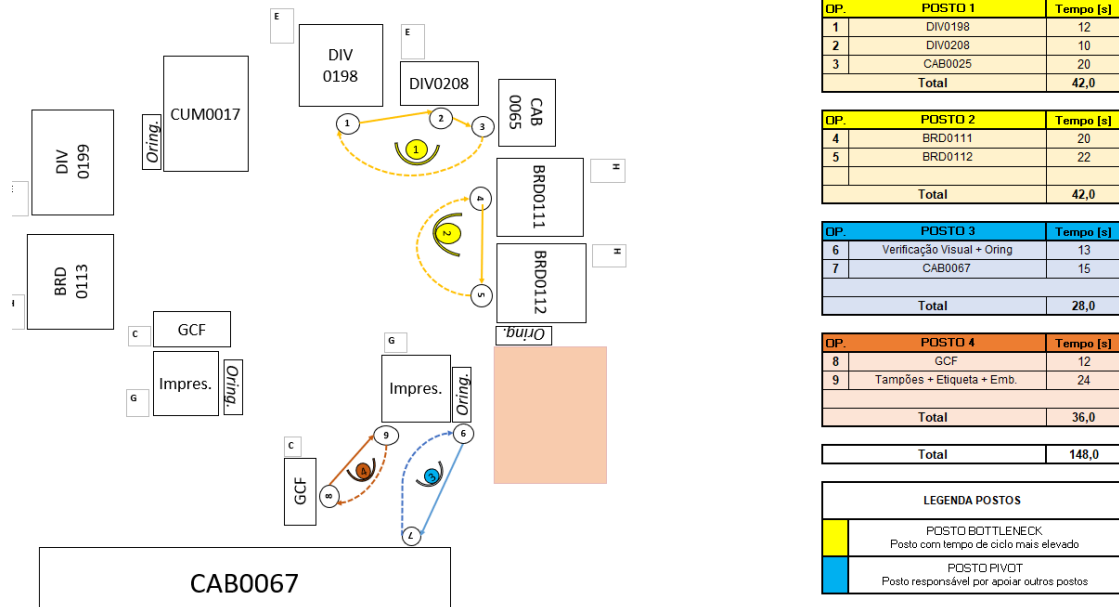 E
E
DIV
0198
DIV0208
CAB
0065
CUM0017
Oring.
DIV
0199
1
2
3
1
BRD0111
H
4
2
BRD0112
H
5
BRD
0113
Oring
GCF
C
G
Impres.
Oring.
G
Impres.
Oring.
9
6
C
4
3
GCF
8
7
CAB0067
OP. POSTO 1 Tempo [s]
1 DIV0198 12
2 DIV0208 10
3 CAB0025 20
Total 42,0
OP. POSTO 2 Tempo [s]
4 BRD0111 20
5 BRD0112 22
Total 42,0
OP. POSTO 3 Tempo [s]
6 Verificação Visual + Oring 13
7 CAB0067 15
Total 28,0
OP. POSTO 4 Tempo [s]
8 GCF 12
9 Tampões + Etiqueta + Emb. 24
Total 36,0
Total 148,0
LEGENDA POSTOS
POSTO BOTTLENECK
Posto com tempo de ciclo mais elevado
POSTO PIVOT
Posto responsável por apoiar outros postos